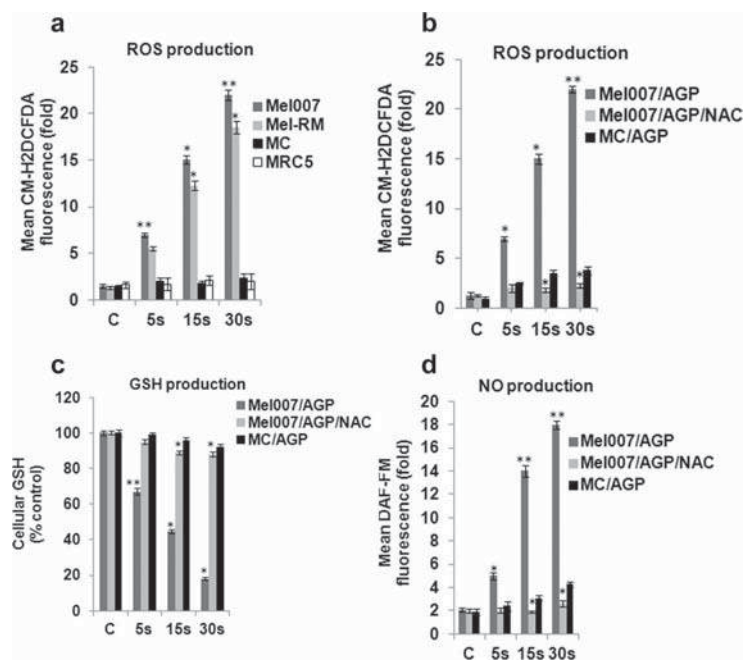 a
ROS production
Mean CM-H2DCFDA
fluorescence (fold)
25
20
15
10
5
0
** 
*
*
**
*
Mel007
Mel-RM
MC
MRC5
C 5s 15s 30s
b
ROS production
Mean CM-H2DCFDA
fluorescence (fold)
25
20
15
10
5
0
*
*
*
**
*
Mel007/AGP
Mel007/AGP/NAC
MC/AGP
C 5s 15s 30s
c
GSH production
Cellular GSH
(% control)
120
100
80
60
40
20
0
**
*
*
*
*
Mel007/AGP
Mel007/AGP/NAC
MC/AGP
C 5s 15s 30s
d
NO production
Mean DAF-FM
fluorescence (fold)
18
16
14
12
10
8
6
4
2
0
*
**
*
**
*
Mel007/AGP
Mel007/AGP/NAC
MC/AGP
C 5s 15s 30s